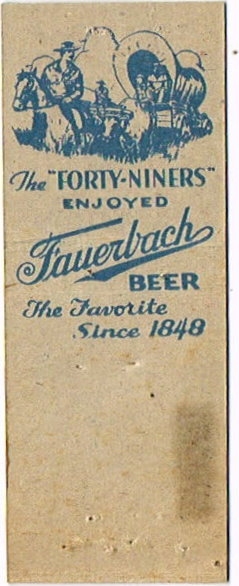 The "FORTY-NINERS"
ENJOYED
Fauerbach
BEER
The Favorite
Since 1848